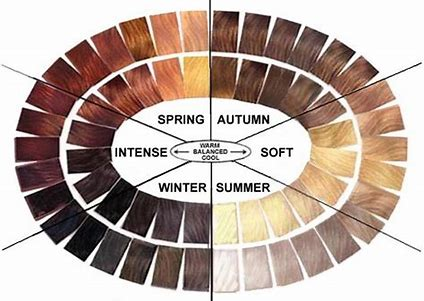 SPRING AUTUMN
WARM
INTENSE BALANCED SOFT
COOL
WINTER SUMMER